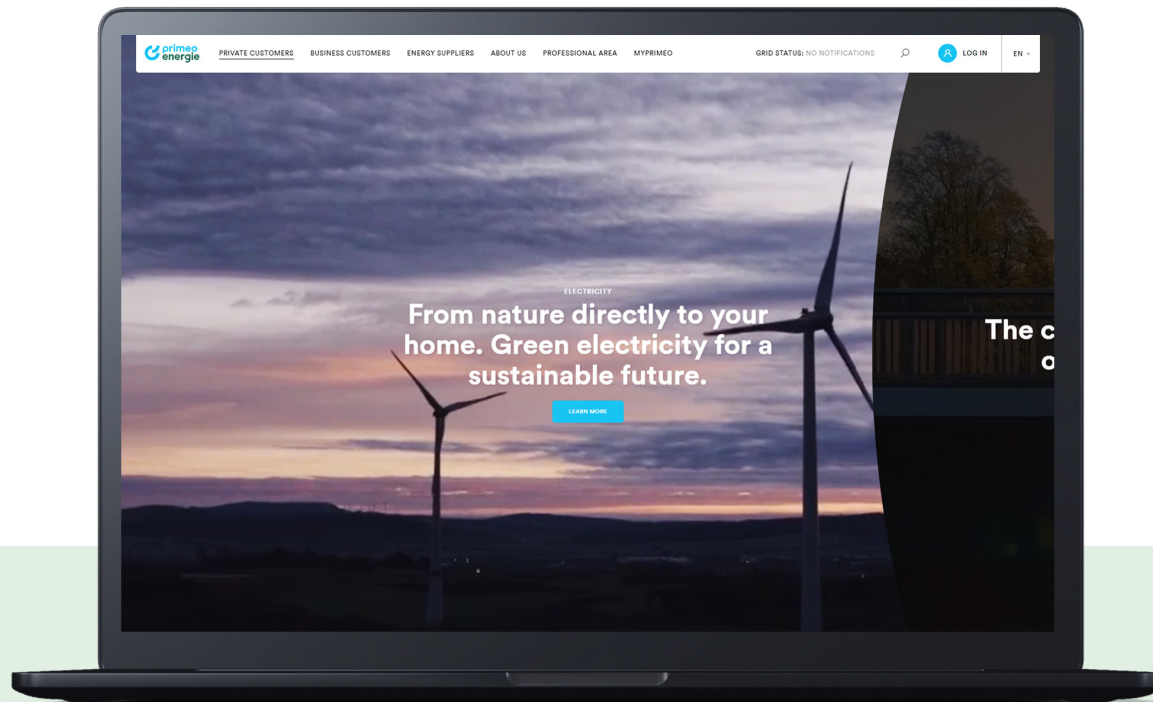 primeo
energie
PRIVATE CUSTOMERS BUSINESS CUSTOMERS ENERGY SUPPLIERS ABOUT US PROFESSIONAL AREA MYPRIMEO GRID STATUS: NO NOTIFICATIONS LOG IN EN
ELECTRICITY
From nature directly to your
home. Green electricity for a
sustainable future.
LEARN MORE
The c
o